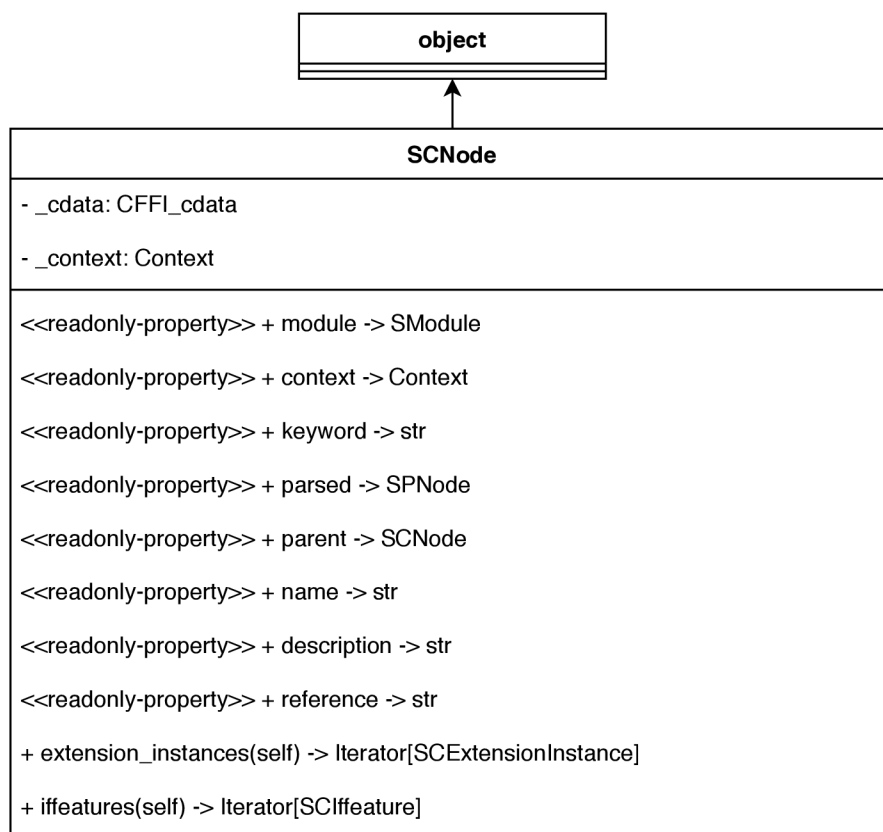 object
SCNode
- _cdata: CFFI_cdata
- _context: Context
<<readonly-property>> + module -> SModule
<<readonly-property>> + context -> Context
<<readonly-property>> + keyword -> str
<<readonly-property>> + parsed -> SPNode
<<readonly-property>> + parent -> SCNode
<<readonly-property>> + name -> str
<<readonly-property>> + description -> str
<<readonly-property>> + reference -> str
+ extension_instances(self) -> Iterator[SCExtensionInstance]
+ iffeatures(self) -> Iterator[SCIffeature]